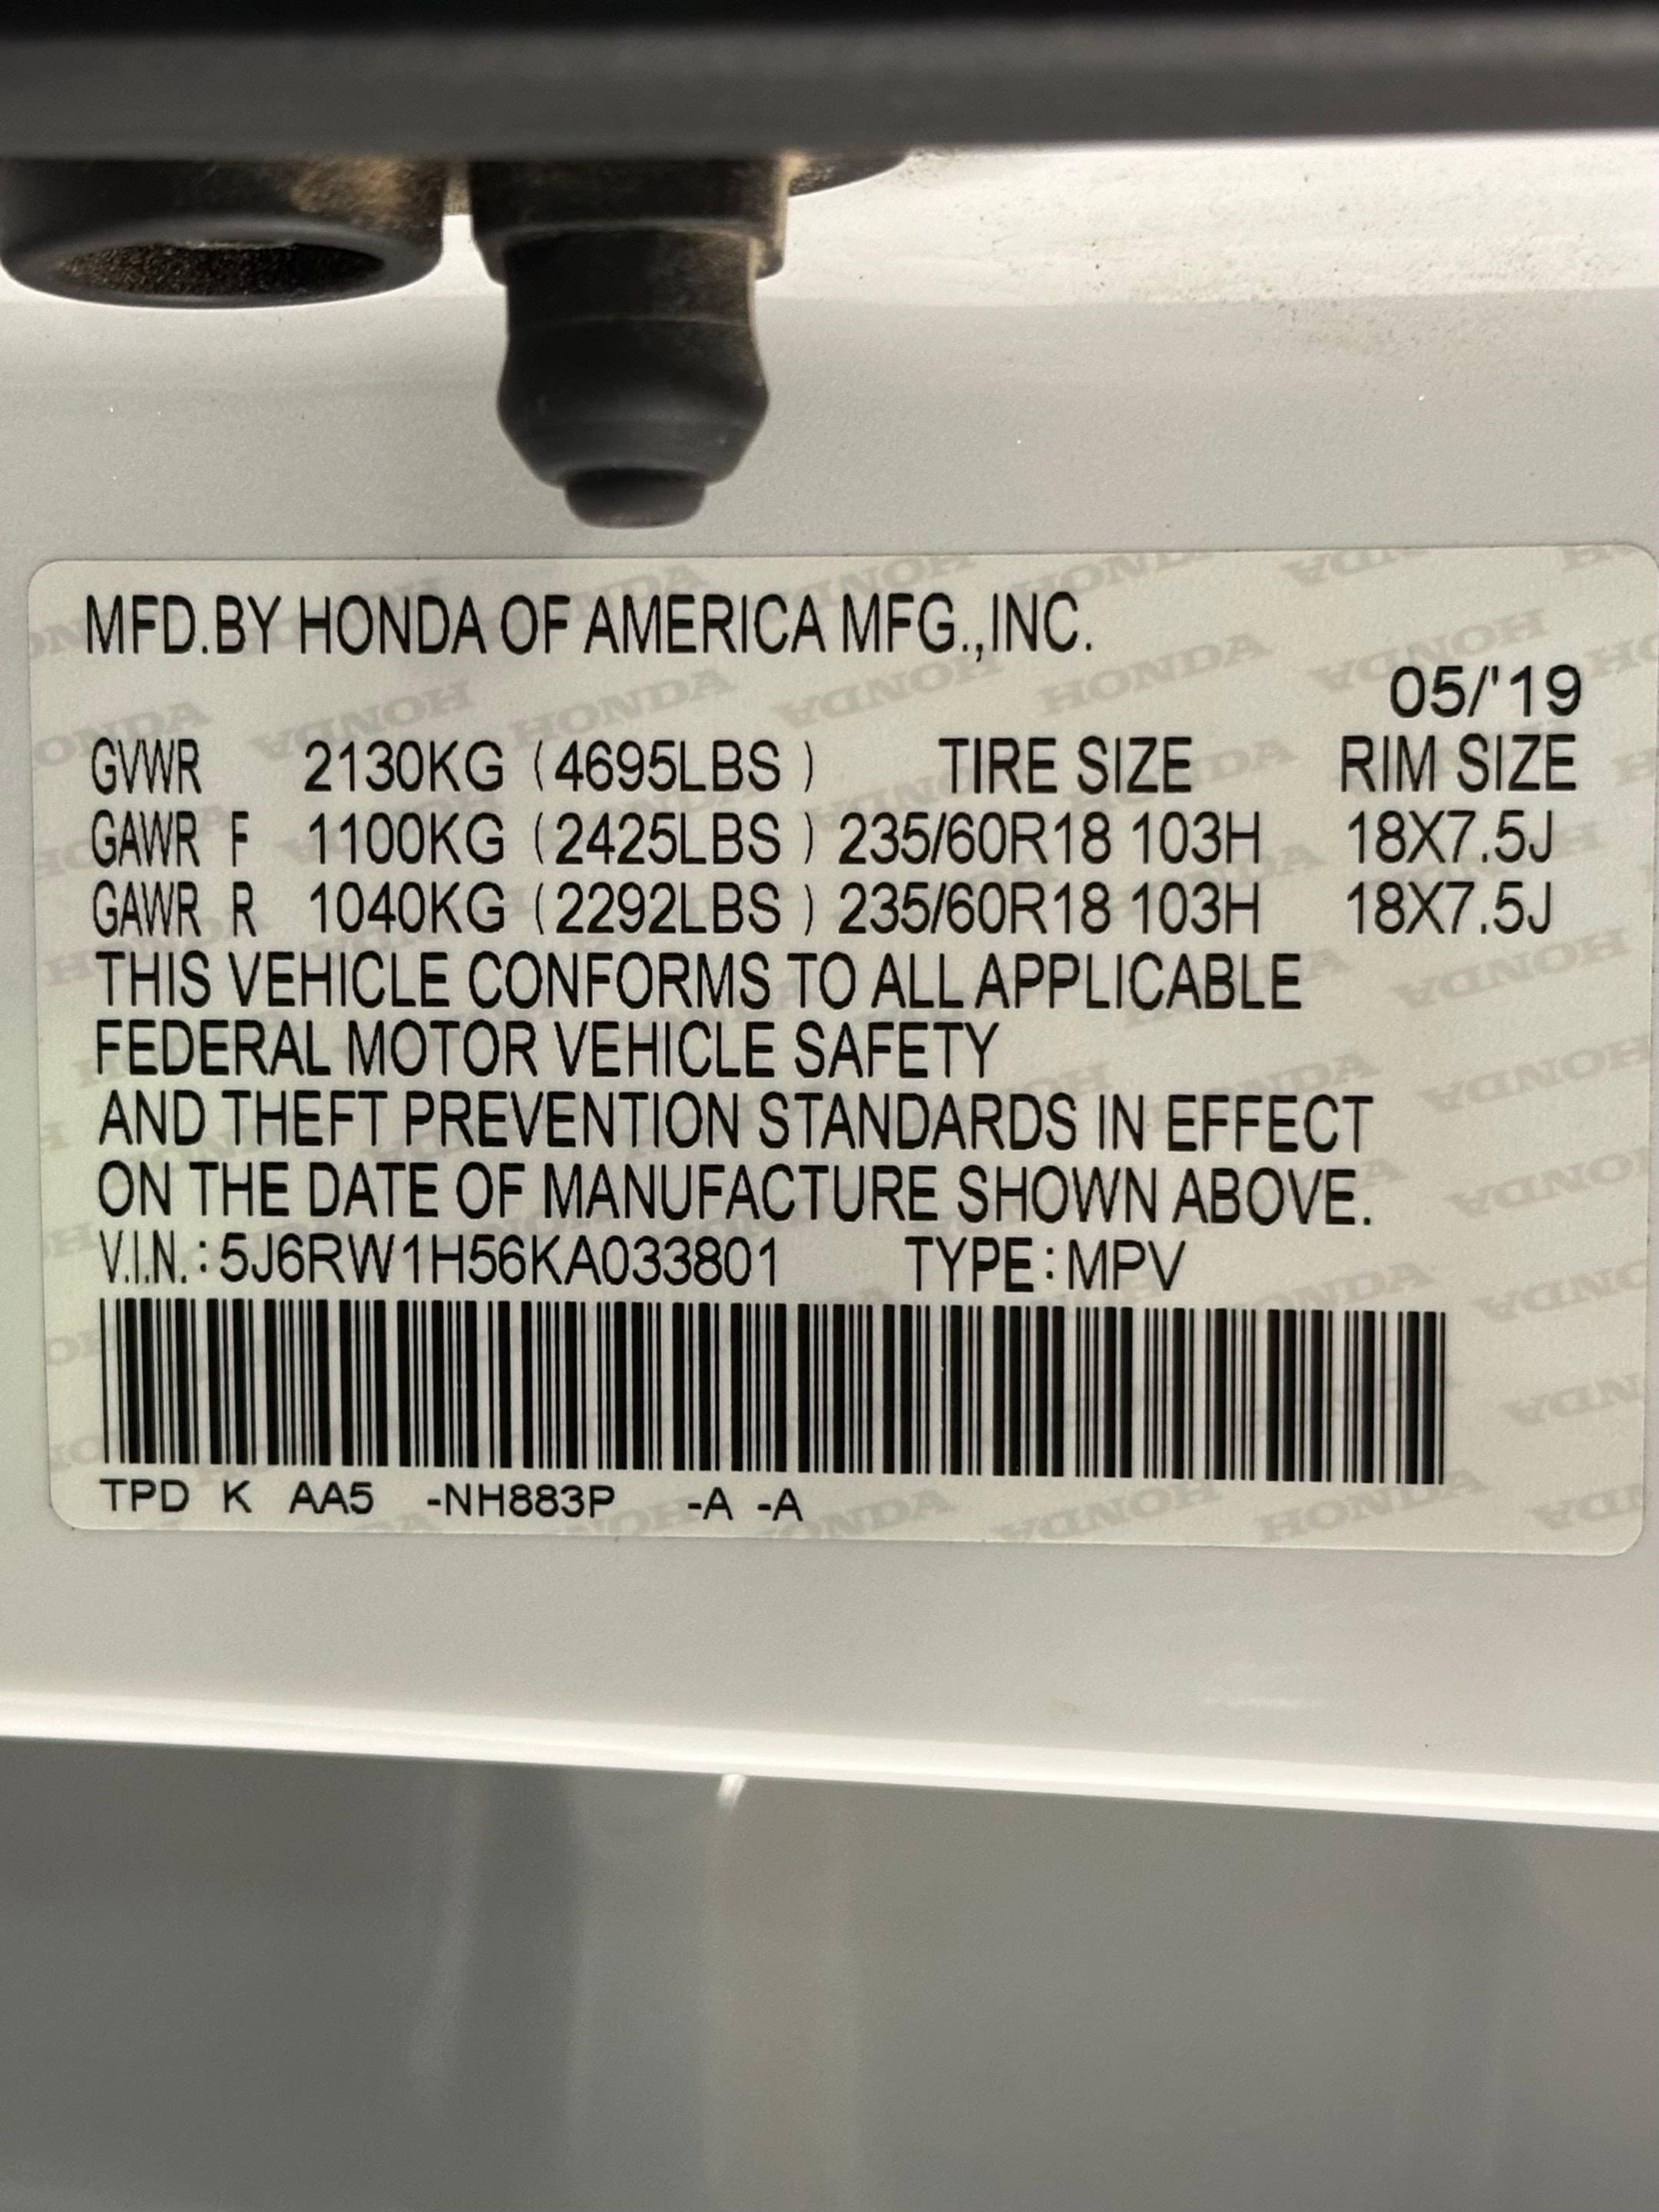 MFD.BY HONDA OF AMERICA MFG.,INC.
05/'19
GVWR 2130KG (4695LBS ) TIRE SIZE RIM SIZE
GAWR F 1100KG (2425LBS ) 235/60R18 103H 18X7.5J
GAWR R 1040KG (2292LBS ) 235/60R18 103H 18X7.5J
THIS VEHICLE CONFORMS TO ALL APPLICABLE
FEDERAL MOTOR VEHICLE SAFETY
AND THEFT PREVENTION STANDARDS IN EFFECT
ON THE DATE OF MANUFACTURE SHOWN ABOVE.
V.I.N.: 5J6RW1H56KA033801 TYPE: MPV
TPD K AA5 -NH883P -A -A